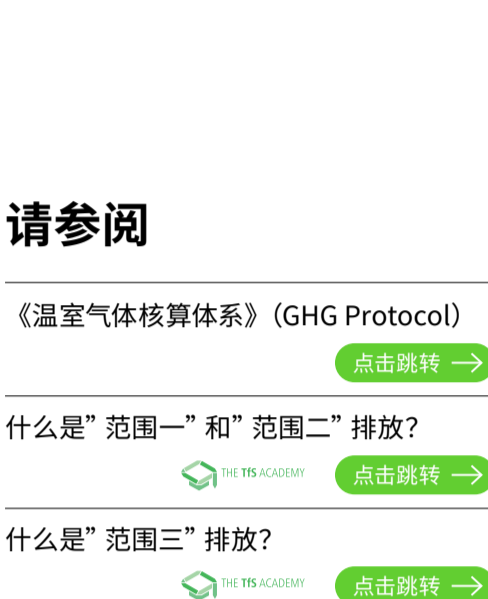 请参阅
《温室气体核算体系》（GHG Protocol）
点击跳转
什么是”范围一”和”范围二”排放？
THE TfS ACADEMY
点击跳转
什么是”范围三”排放？
THE TfS ACADEMY
点击跳转